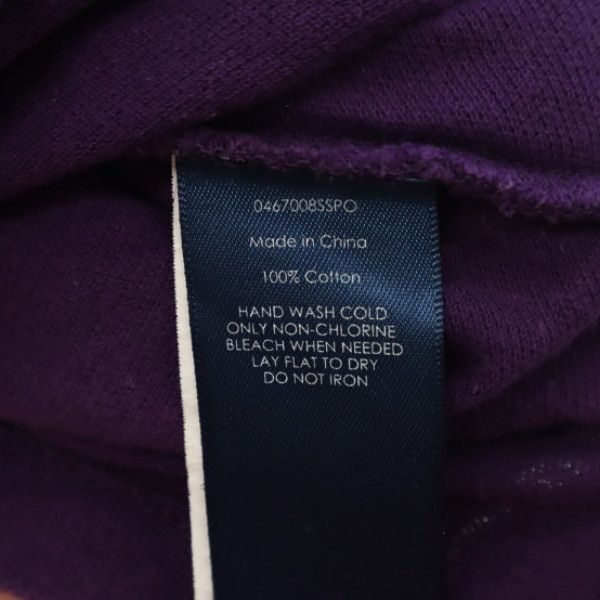 0467008SSPO
Made in China
100% Cotton
HAND WASH COLD
ONLY NON-CHLORINE
BLEACH WHEN NEEDED
LAY FLAT TO DRY
DO NOT IRON